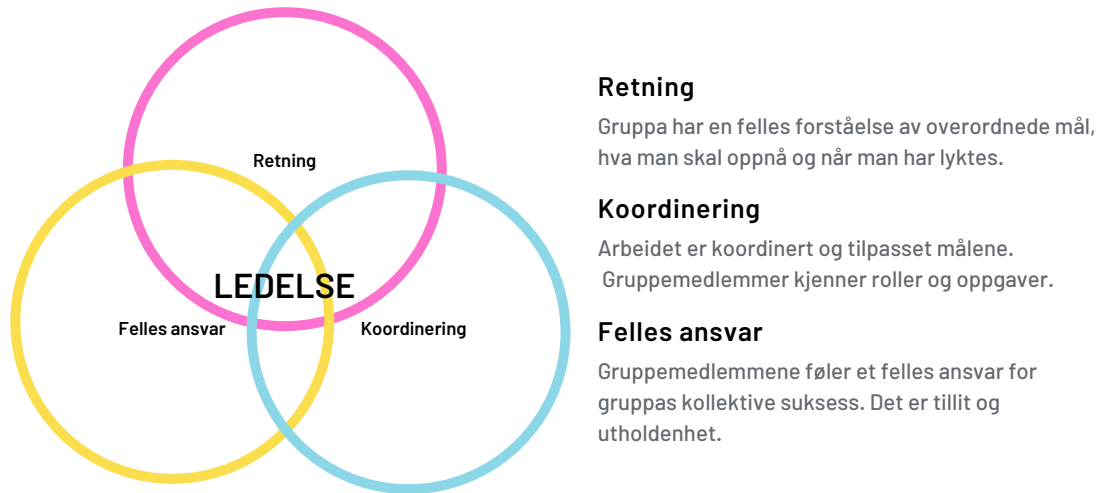 Retning
LEDELSE
Felles ansvar
Koordinering
Retning
Gruppa har en felles forståelse av overordnede mål,
hva man skal oppnå og når man har lyktes.
Koordinering
Arbeidet er koordinert og tilpasset målene.
Gruppemedlemmer kjenner roller og oppgaver.
Felles ansvar
Gruppemedlemmene føler et felles ansvar for
gruppas kollektive suksess. Det er tillit og
utholdenhet.